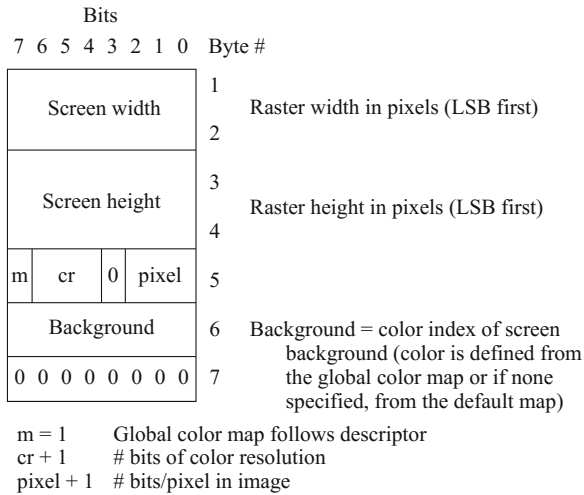 Bits
7 6 5 4 3 2 1 0 Byte #
Screen width
1
2
Raster width in pixels (LSB first)
Screen height
3
4
Raster height in pixels (LSB first)
m cr 0 pixel 5
Background 6 Background = color index of screen
background (color is defined from
0 0 0 0 0 0 0 0 7 the global color map or if none
specified, from the default map)
m = 1 Global color map follows descriptor
cr + 1 # bits of color resolution
pixel + 1 # bits/pixel in image